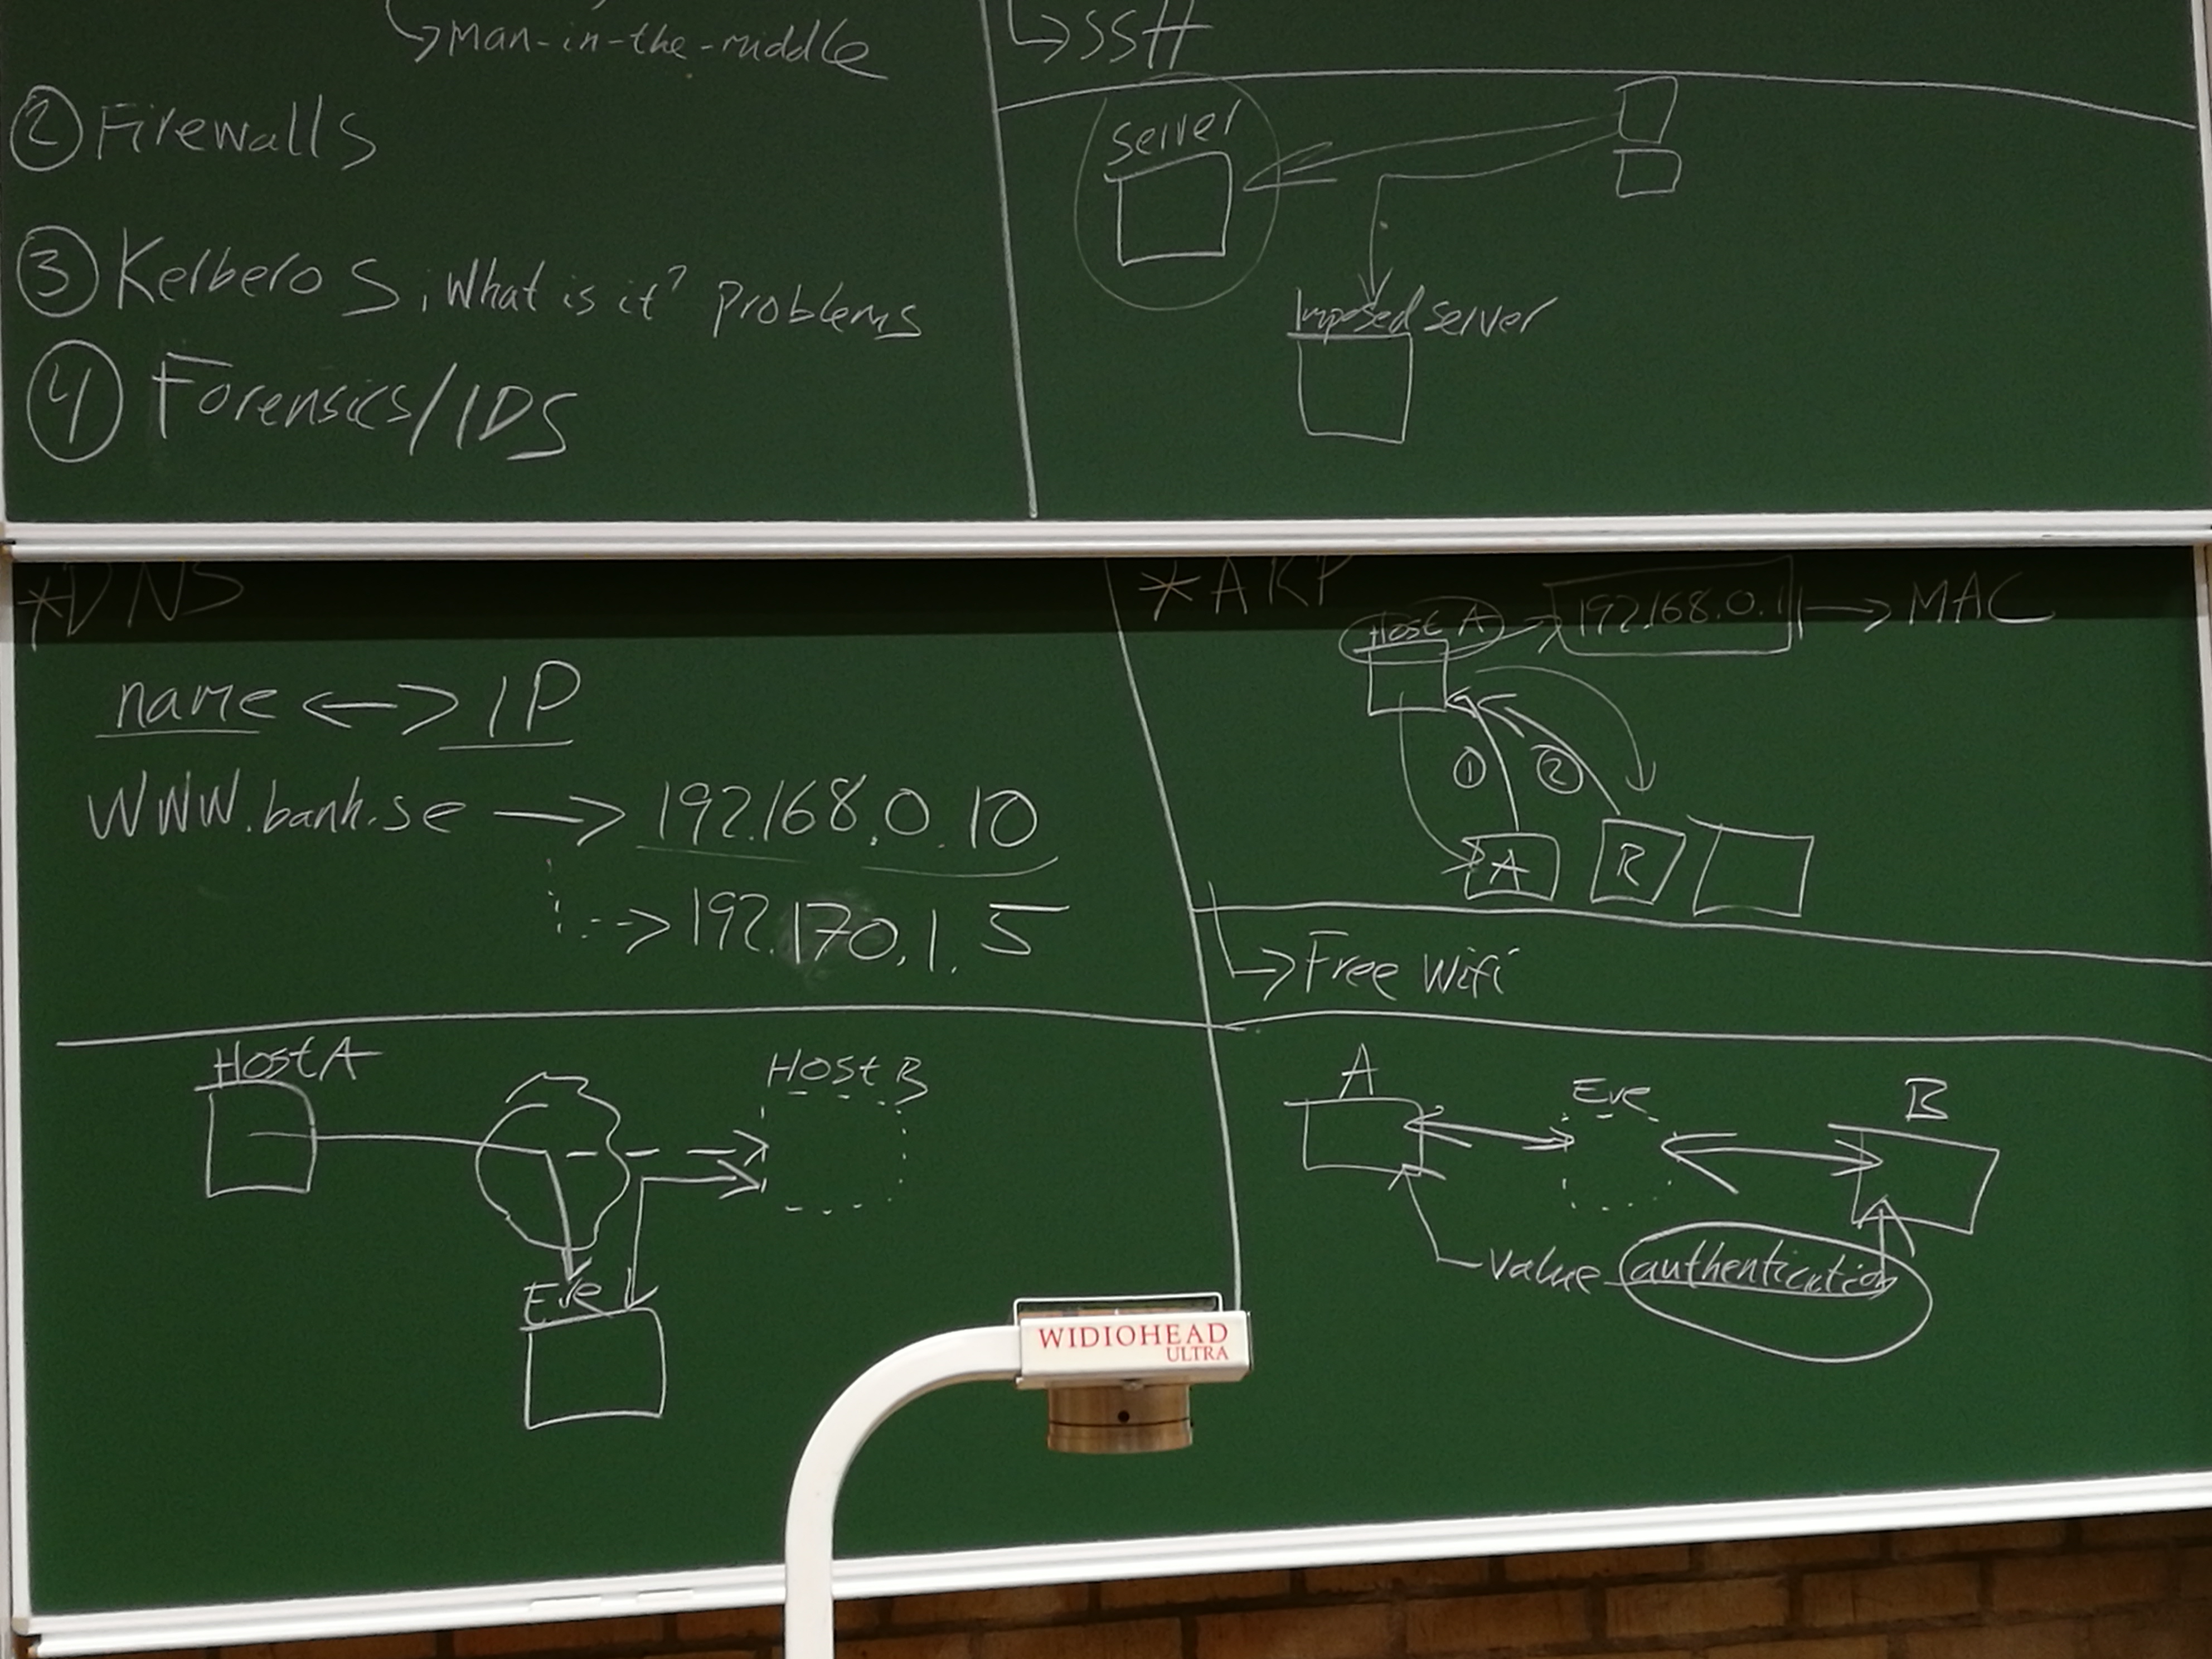 ↳man-in-the-middle
② Firewalls
③ Kerberos; What is it? Problems
④ Forensics/IDS
↳SSH
Server
Imposed server
*DNS
name <-> IP
WWW.bank.se → 192.168.0.10
→ 192.170.1.5
*ARP
Host A → 192.168.0.1 → MAC
① ②
A R
↳Free Wifi
Host A
Host B
Eve
A Eve B
Value authentication
WIDIOHEAD
ULTRA